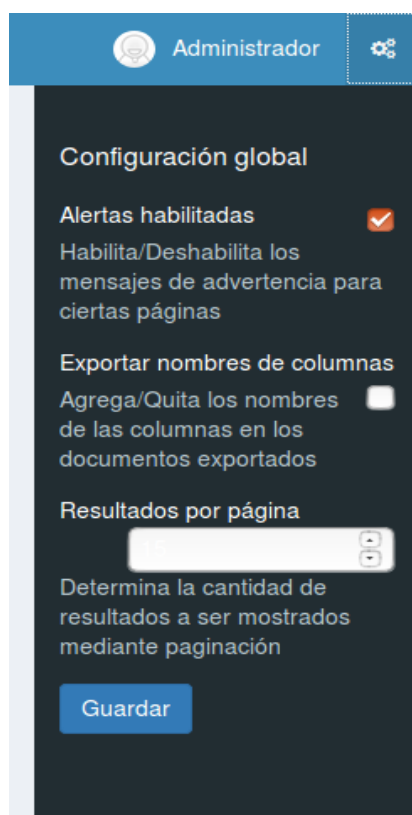 Administrador
Configuración global
Alertas habilitadas
Habilita/Deshabilita los
mensajes de advertencia para
ciertas páginas
Exportar nombres de columnas
Agrega/Quita los nombres
de las columnas en los
documentos exportados
Resultados por página
15
Determina la cantidad de
resultados a ser mostrados
mediante paginación
Guardar